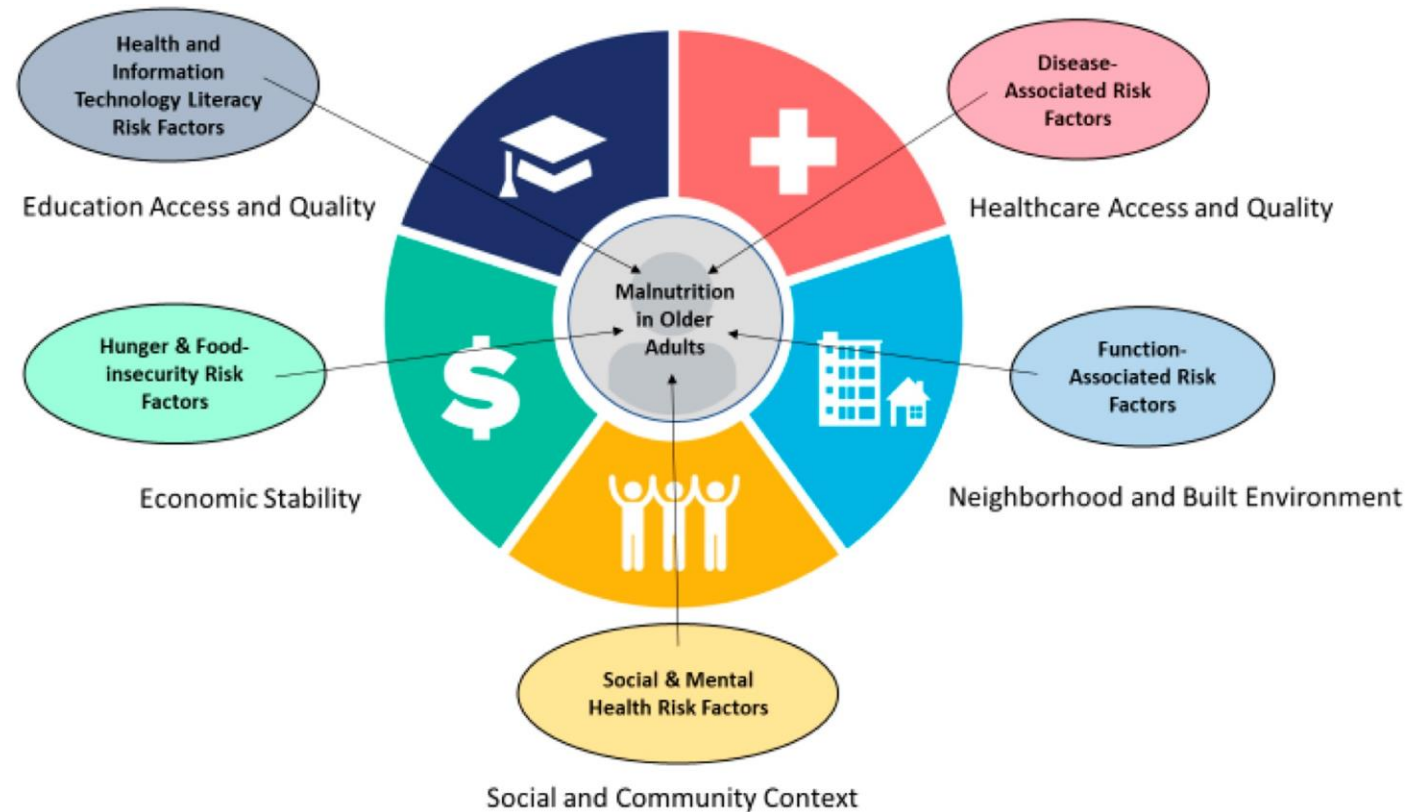 Health and
Information
Technology Literacy
Risk Factors
Education Access and Quality
Disease-
Associated Risk
Factors
Healthcare Access and Quality
Malnutrition
in Older
Adults
Hunger & Food-
insecurity Risk
Factors
Economic Stability
$
Function-
Associated Risk
Factors
Neighborhood and Built Environment
Social & Mental
Health Risk Factors
Social and Community Context